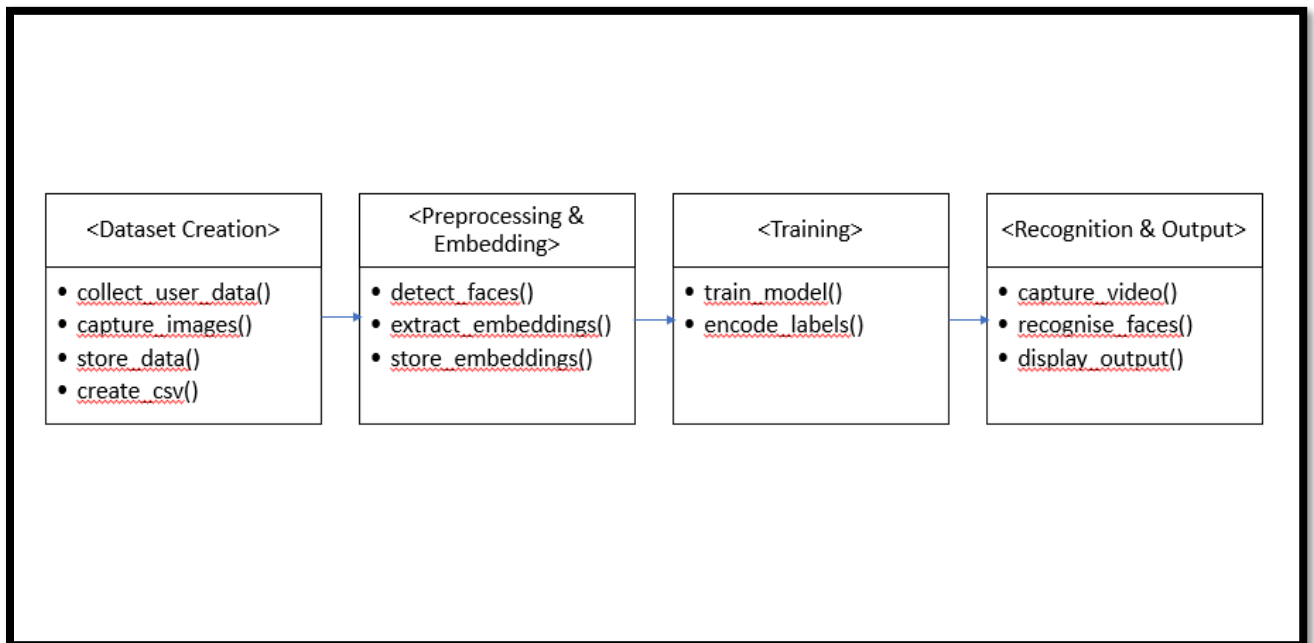 <Dataset Creation>
• collect_user_data()
• capture_images()
• store_data()
• create_csv()
<Preprocessing &
Embedding>
• detect_faces()
• extract_embeddings()
• store_embeddings()
<Training>
• train_model()
• encode_labels()
<Recognition & Output>
• capture_video()
• recognise_faces()
• display_output()